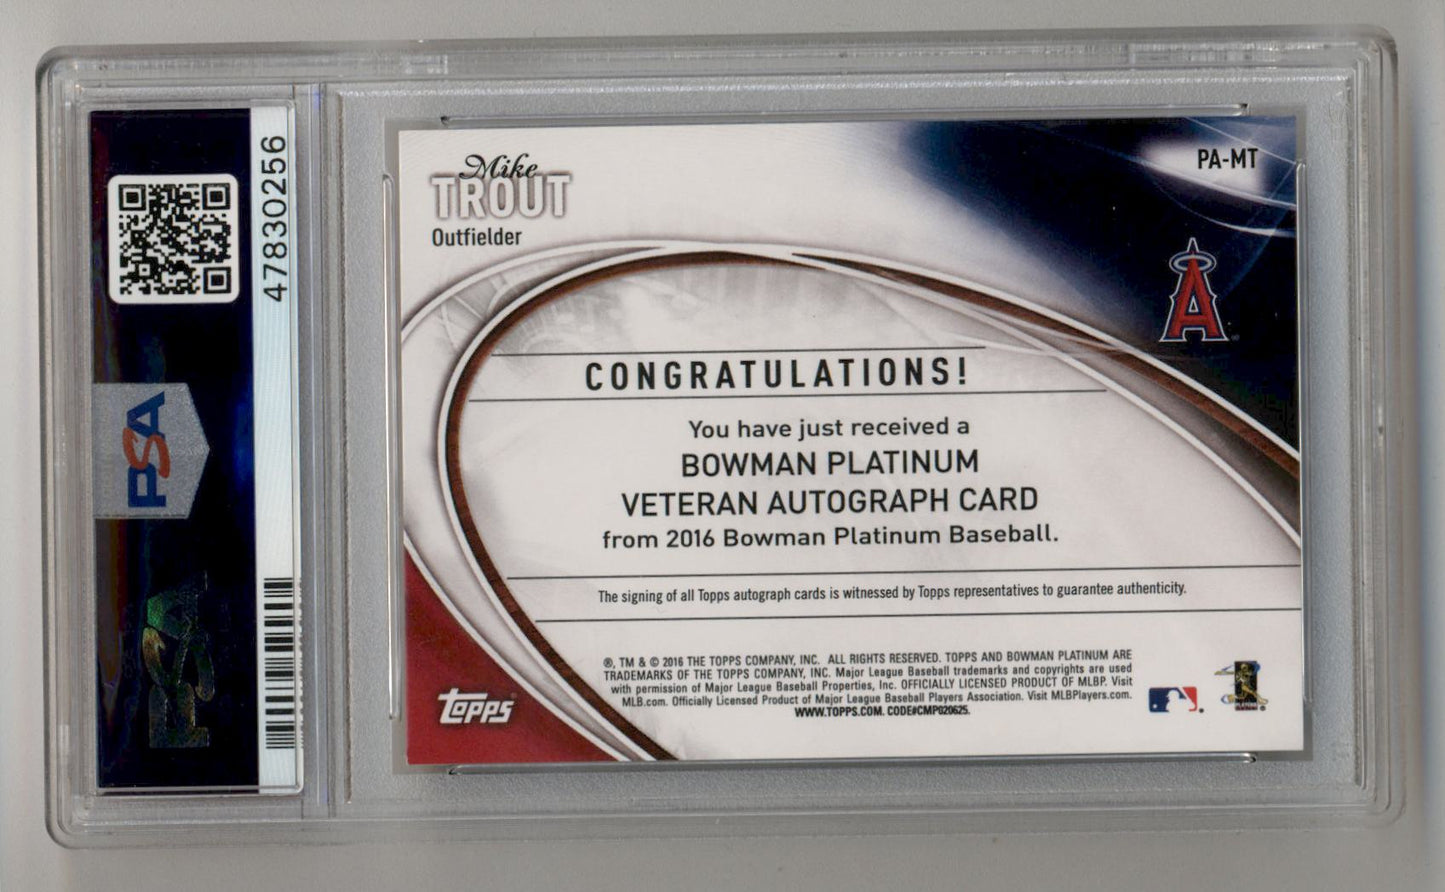 47830256
PSA
PSA
Mike
TROUT
Outfielder
PA-MT
A
CONGRATULATIONS!
You have just received a
BOWMAN PLATINUM
VETERAN AUTOGRAPH CARD
from 2016 Bowman Platinum Baseball.
The signing of all Topps autograph cards is witnessed by Topps representatives to guarantee authenticity.
®, TM & © 2016 THE TOPPS COMPANY, INC. ALL RIGHTS RESERVED. TOPPS AND BOWMAN PLATINUM ARE
TRADEMARKS OF THE TOPPS COMPANY, INC. Major League Baseball trademarks and copyrights are used
with permission of Major League Baseball Properties, Inc. OFFICIALLY LICENSED PRODUCT OF MLBP. Visit
MLB.com. Officially Licensed Product of Major League Baseball Players Association. Visit MLBPlayers.com.
WWW.TOPPS.COM. CODE#CMP020625.
topps